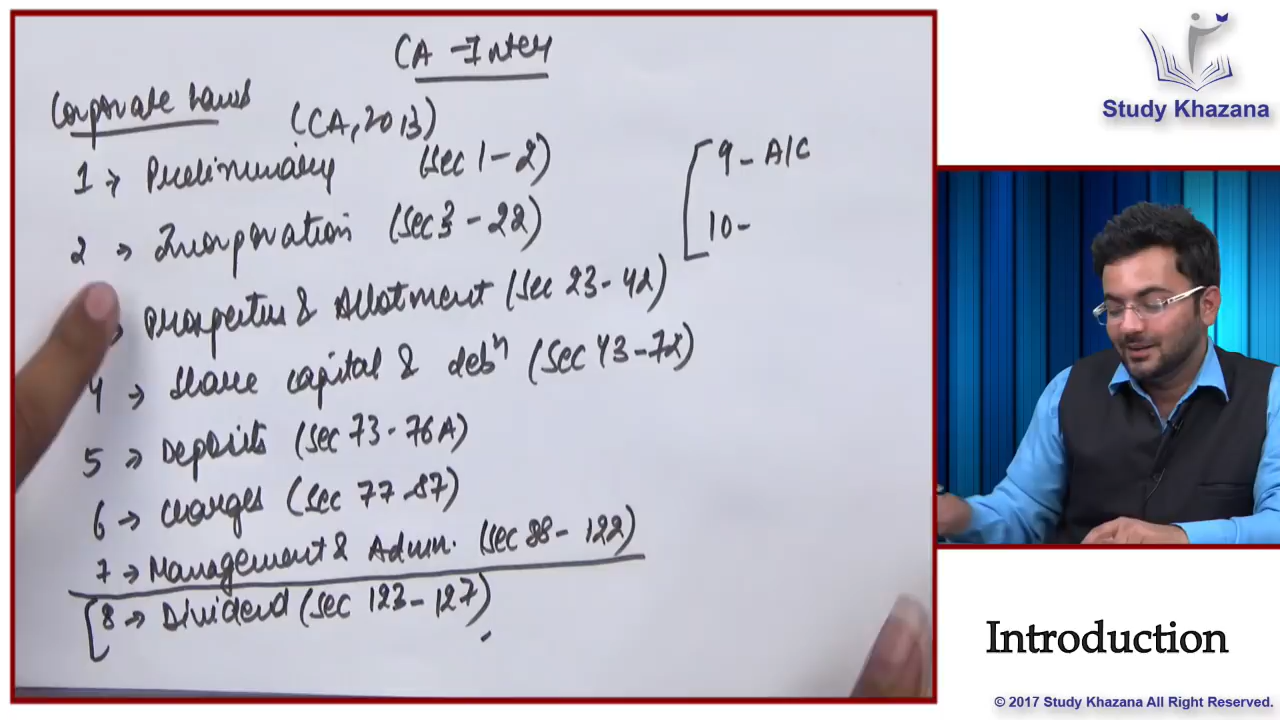 CA - Inter
Corporate Laws
(CA, 2013)
1 → Preliminary (Sec 1 - 2)
2 → Incorporation (Sec 3 - 22)
Prospectus & Allotment (Sec 23 - 42)
4 → Share capital & debⁿ (Sec 43 - 72)
5 → Deposits (Sec 73 - 76A)
6 → Charges (Sec 77 - 87)
7 → Management & Admn. (Sec 88 - 122)
8 → Dividend (Sec 123 - 127)
9 - A/C
10 -
Study Khazana
Introduction
© 2017 Study Khazana All Right Reserved.